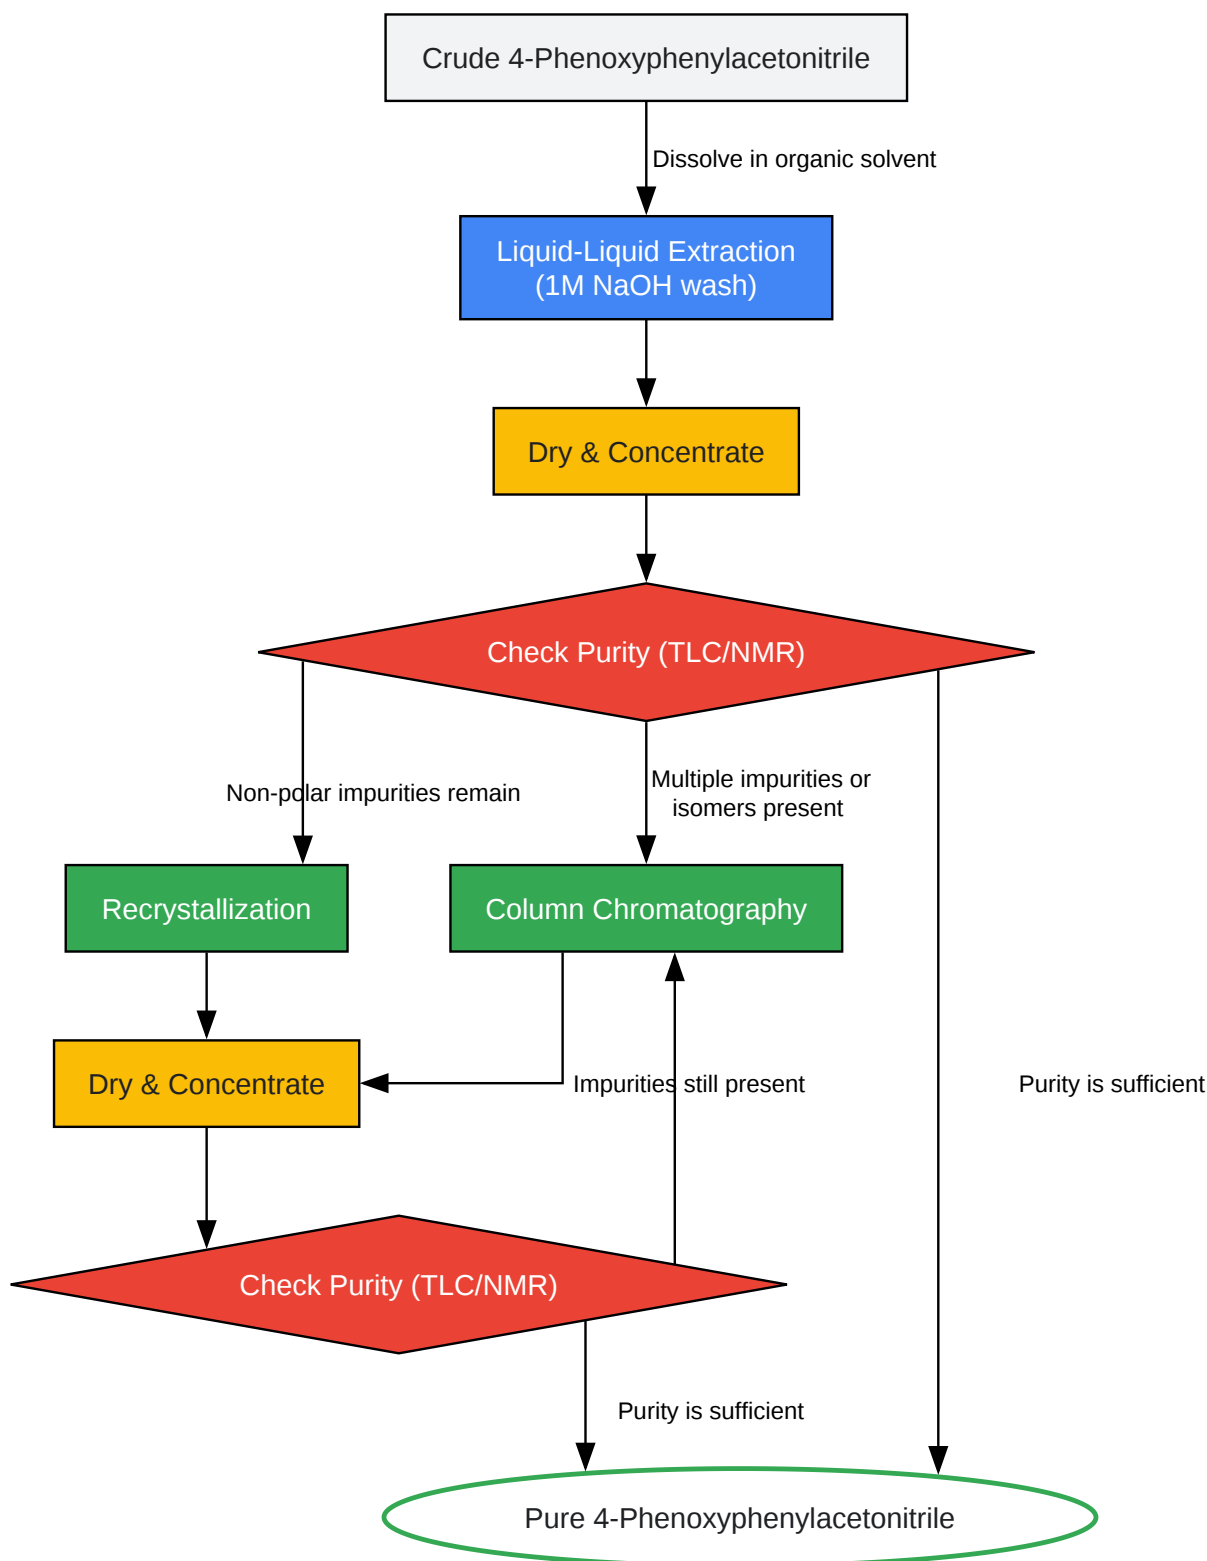 Crude 4-Phenoxyphenylacetonitrile
Dissolve in organic solvent
Liquid-Liquid Extraction
(1M NaOH wash)
Dry & Concentrate
Check Purity (TLC/NMR)
Non-polar impurities remain
Multiple impurities or
isomers present
Recrystallization
Column Chromatography
Dry & Concentrate
Impurities still present
Purity is sufficient
Check Purity (TLC/NMR)
Purity is sufficient
Pure 4-Phenoxyphenylacetonitrile